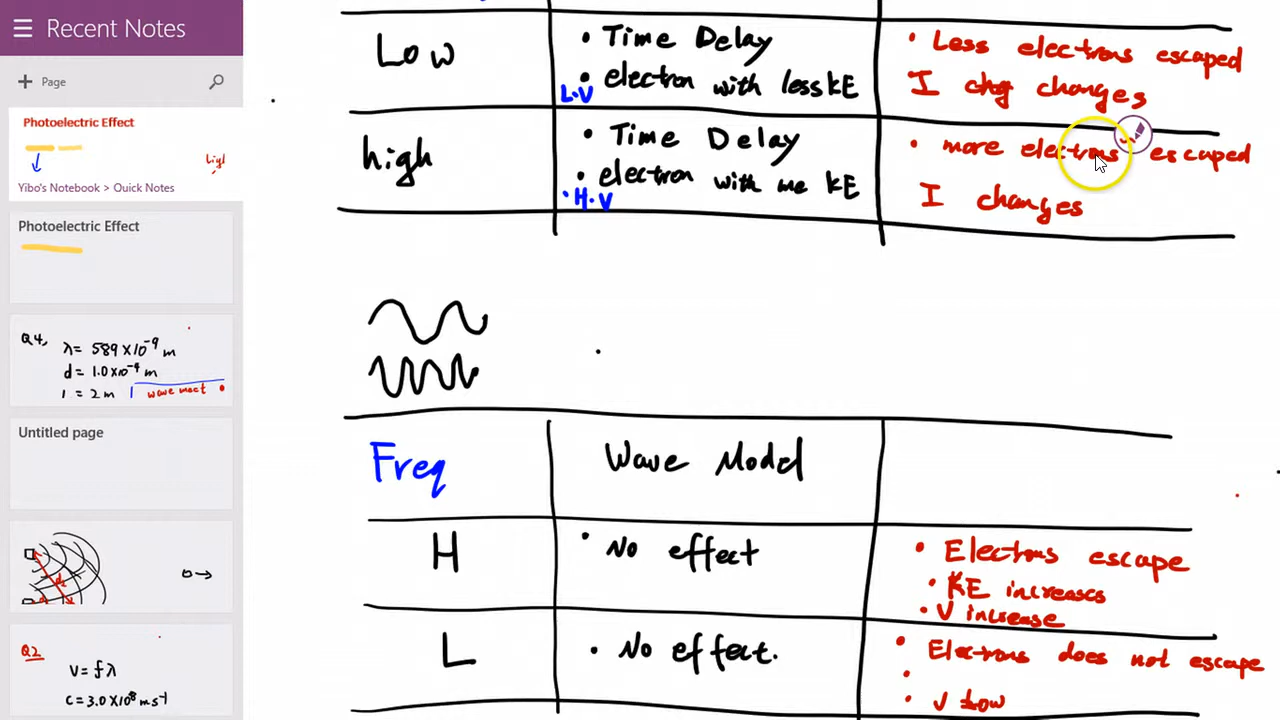 Recent Notes
Page
Photoelectric Effect
Yibo's Notebook > Quick Notes
Photoelectric Effect
Q4,
λ= 589×10⁻⁹ m
d = 1.0×10⁻⁴ m
l = 2 m
Untitled page
Q2
V= fλ
C= 3.0×10⁸ ms⁻¹
Low
• Time Delay
• electron with less KE
L.V
• Less electrons escaped
I chg changes
high
• Time Delay
• electron with KE
• H.V
• more electrons escaped
I changes
Freq
Wave Model
H
• No effect
• Electrons escape
• KE increases
• V increase
L
• No effect.
• Electrons does not escape
• V